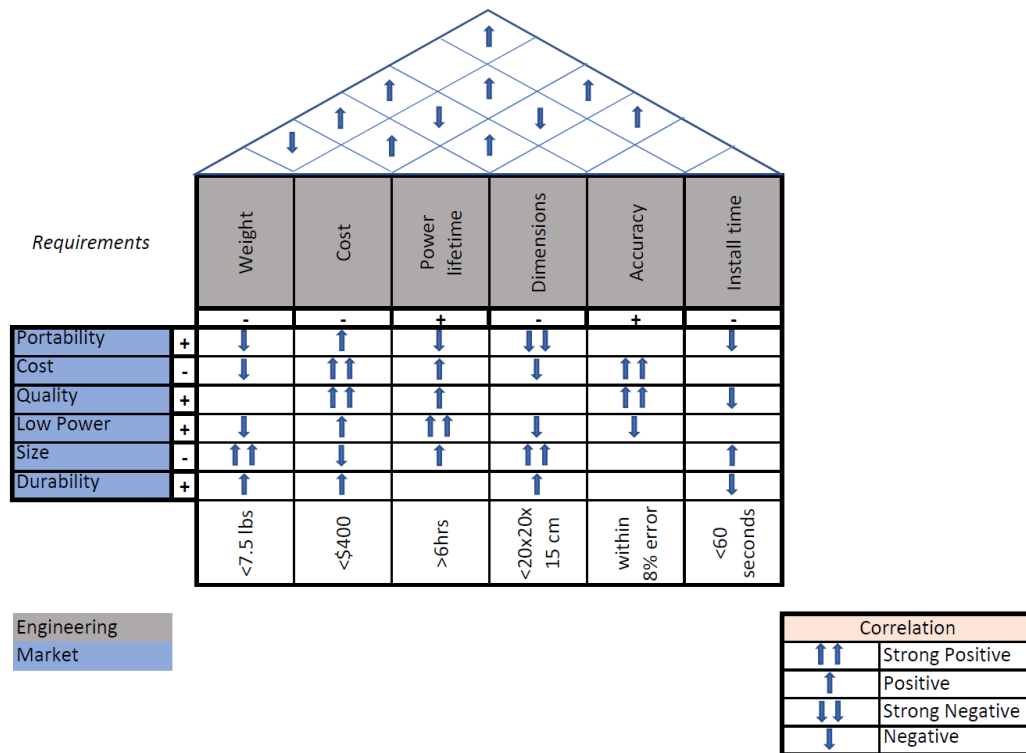 Requirements
Weight
Cost
Power
lifetime
Dimensions
Accuracy
Install time
- - + - + -
Portability +
Cost -
Quality +
Low Power +
Size -
Durability +
<7.5 lbs
<$400
>6hrs
<20x20x
15 cm
within
8% error
<60
seconds
Engineering
Market
Correlation
Strong Positive
Positive
Strong Negative
Negative